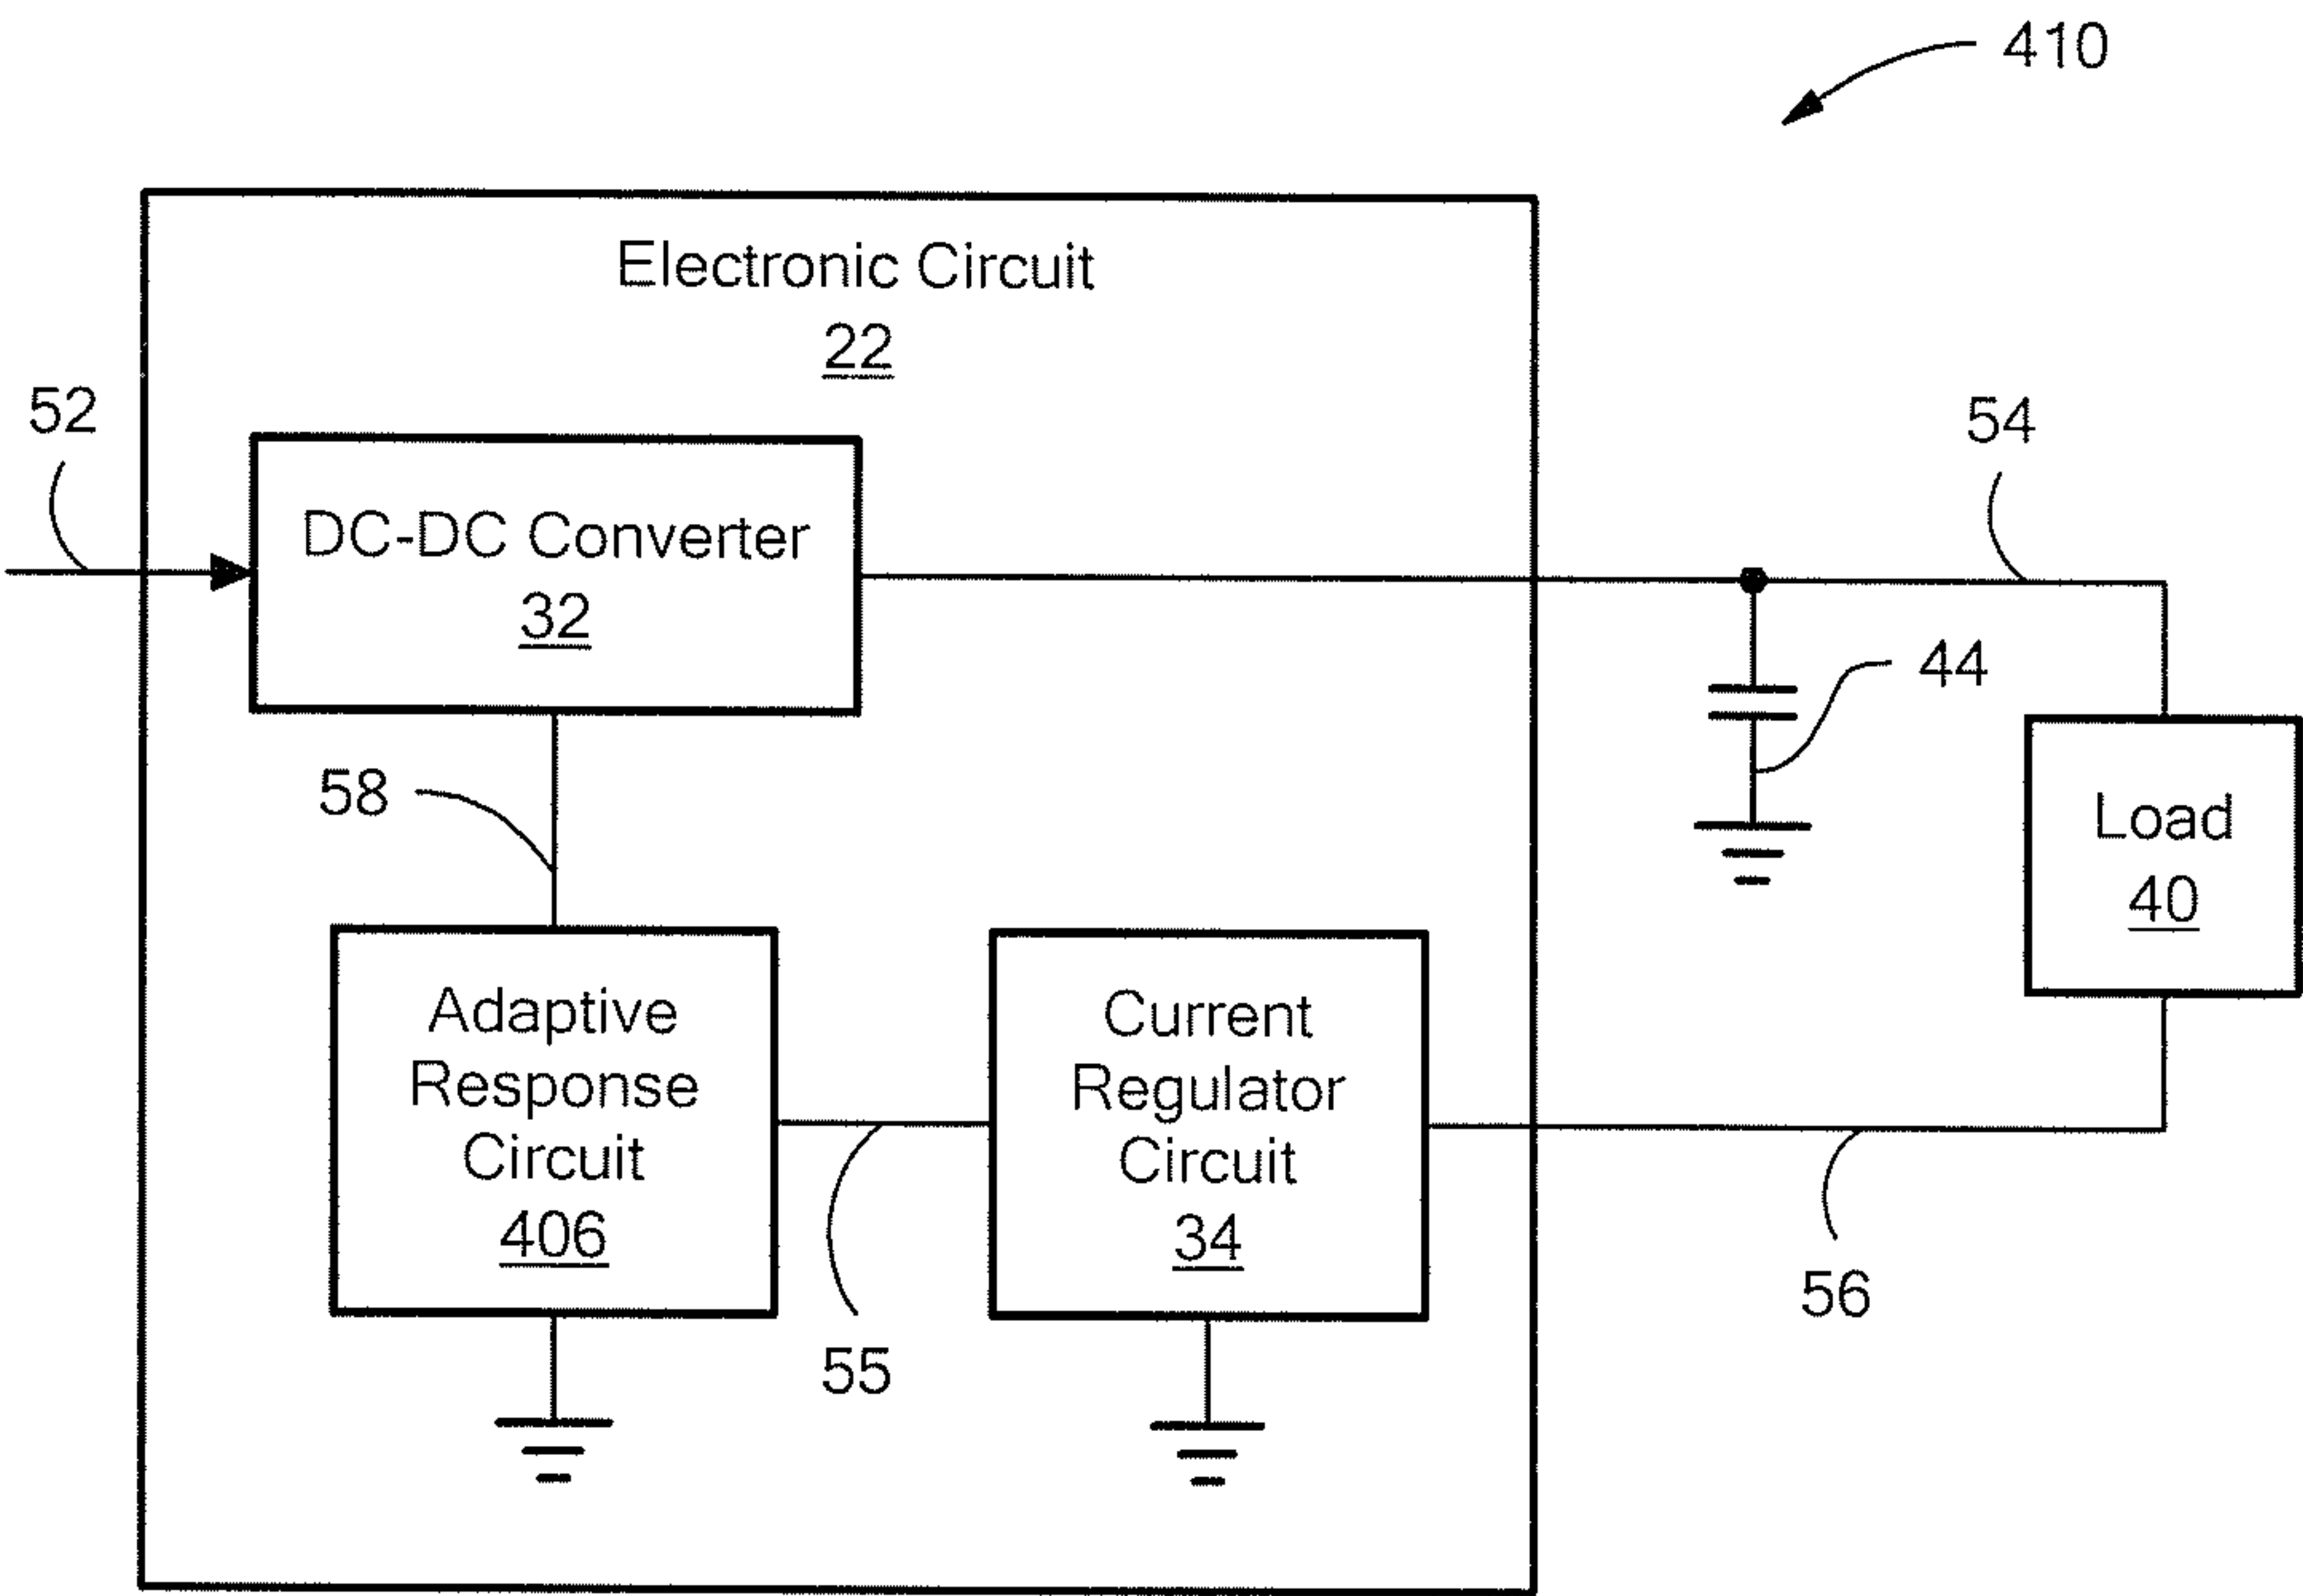 410
Electronic Circuit
22
52
54
DC-DC Converter
32
44
58
Load
40
Adaptive
Response
Circuit
406
Current
Regulator
Circuit
34
55
56